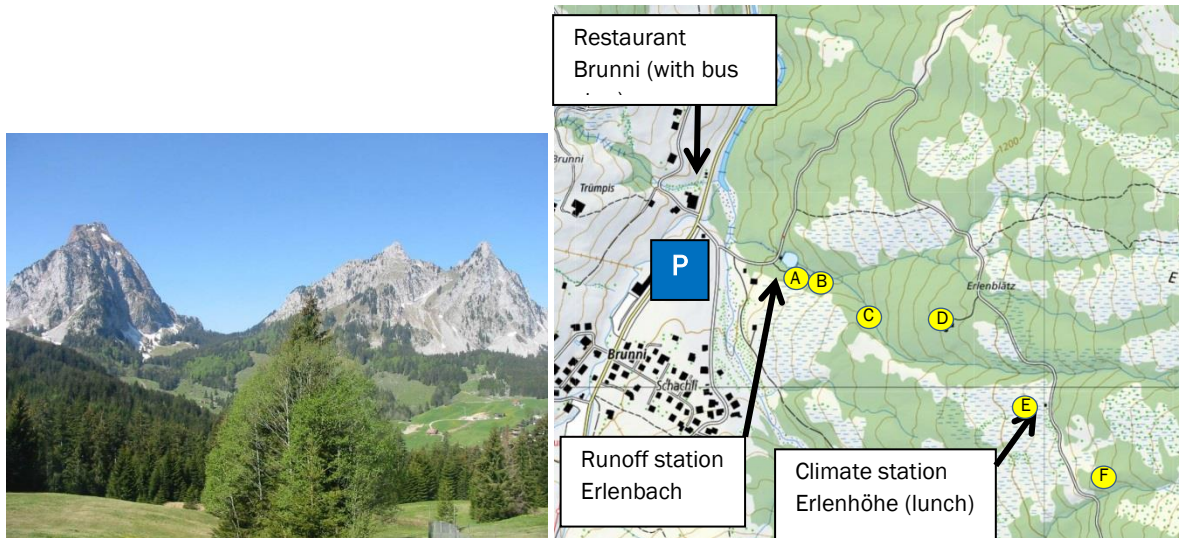 Restaurant
Brunni (with bus
Brunni
Trümpis
P
1200
A
B
Erlenblätz
E
C
D
Brunni
Schachli
E
F
Runoff station
Erlenbach
Climate station
Erlenhöhe (lunch)